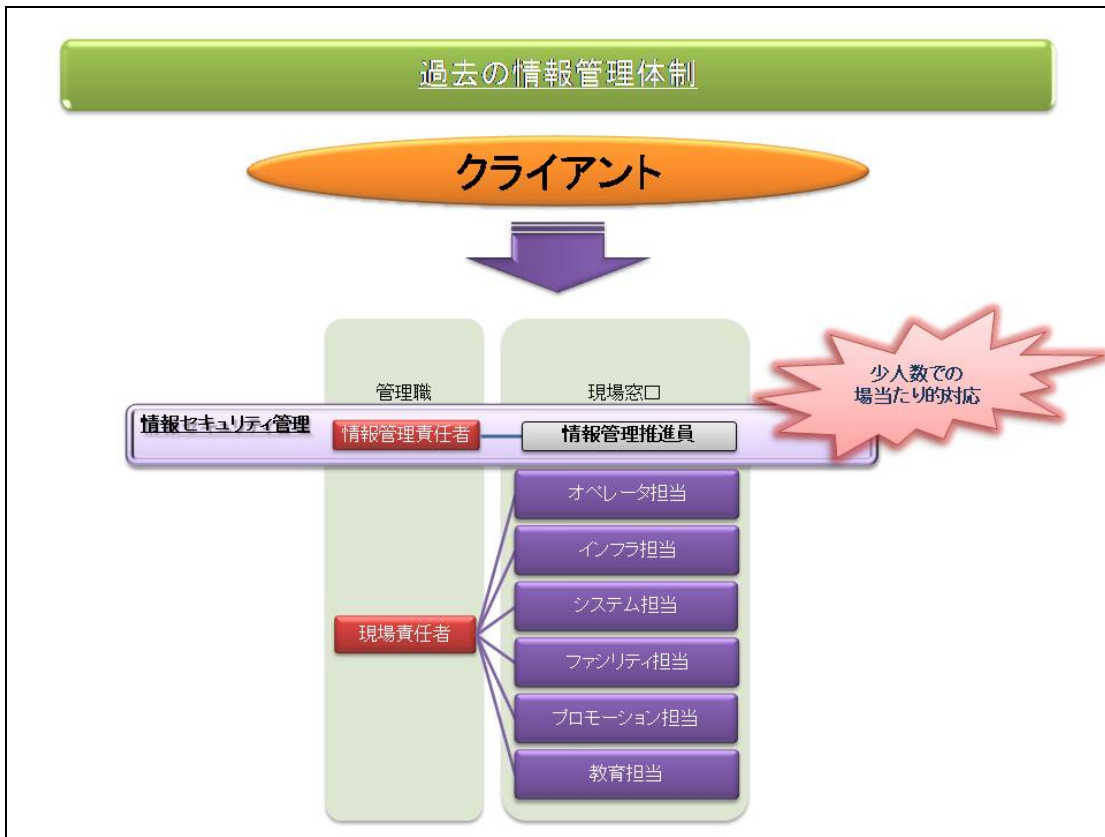 過去の情報管理体制
クライアント
管理職
現場窓口
少人数での
場当たり的対応
情報セキュリティ管理
情報管理責任者
情報管理推進員
オペレータ担当
インフラ担当
システム担当
現場責任者
ファシリティ担当
プロモーション担当
教育担当